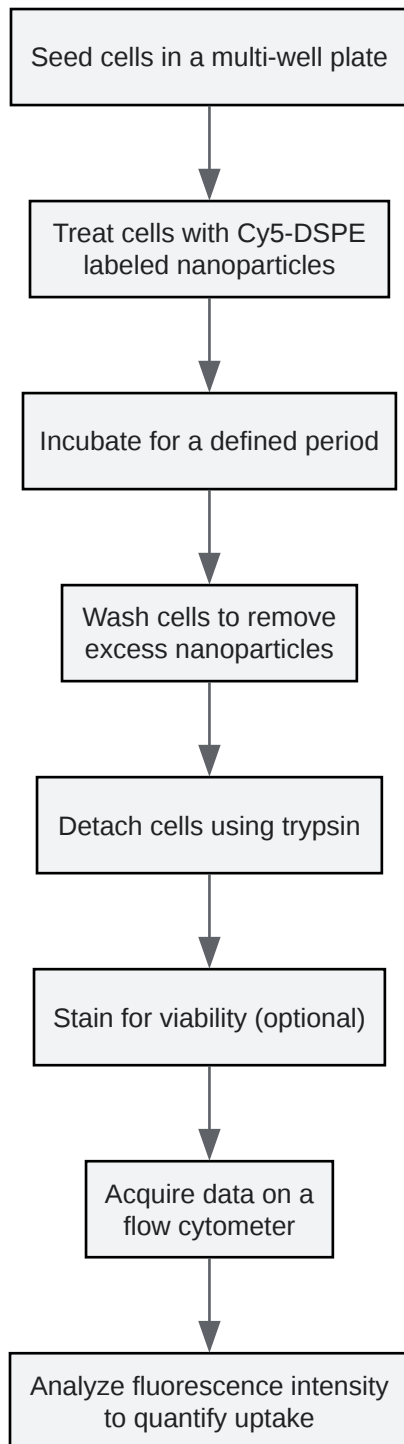 Seed cells in a multi-well plate
Treat cells with Cy5-DSPE
labeled nanoparticles
Incubate for a defined period
Wash cells to remove
excess nanoparticles
Detach cells using trypsin
Stain for viability (optional)
Acquire data on a
flow cytometer
Analyze fluorescence intensity
to quantify uptake